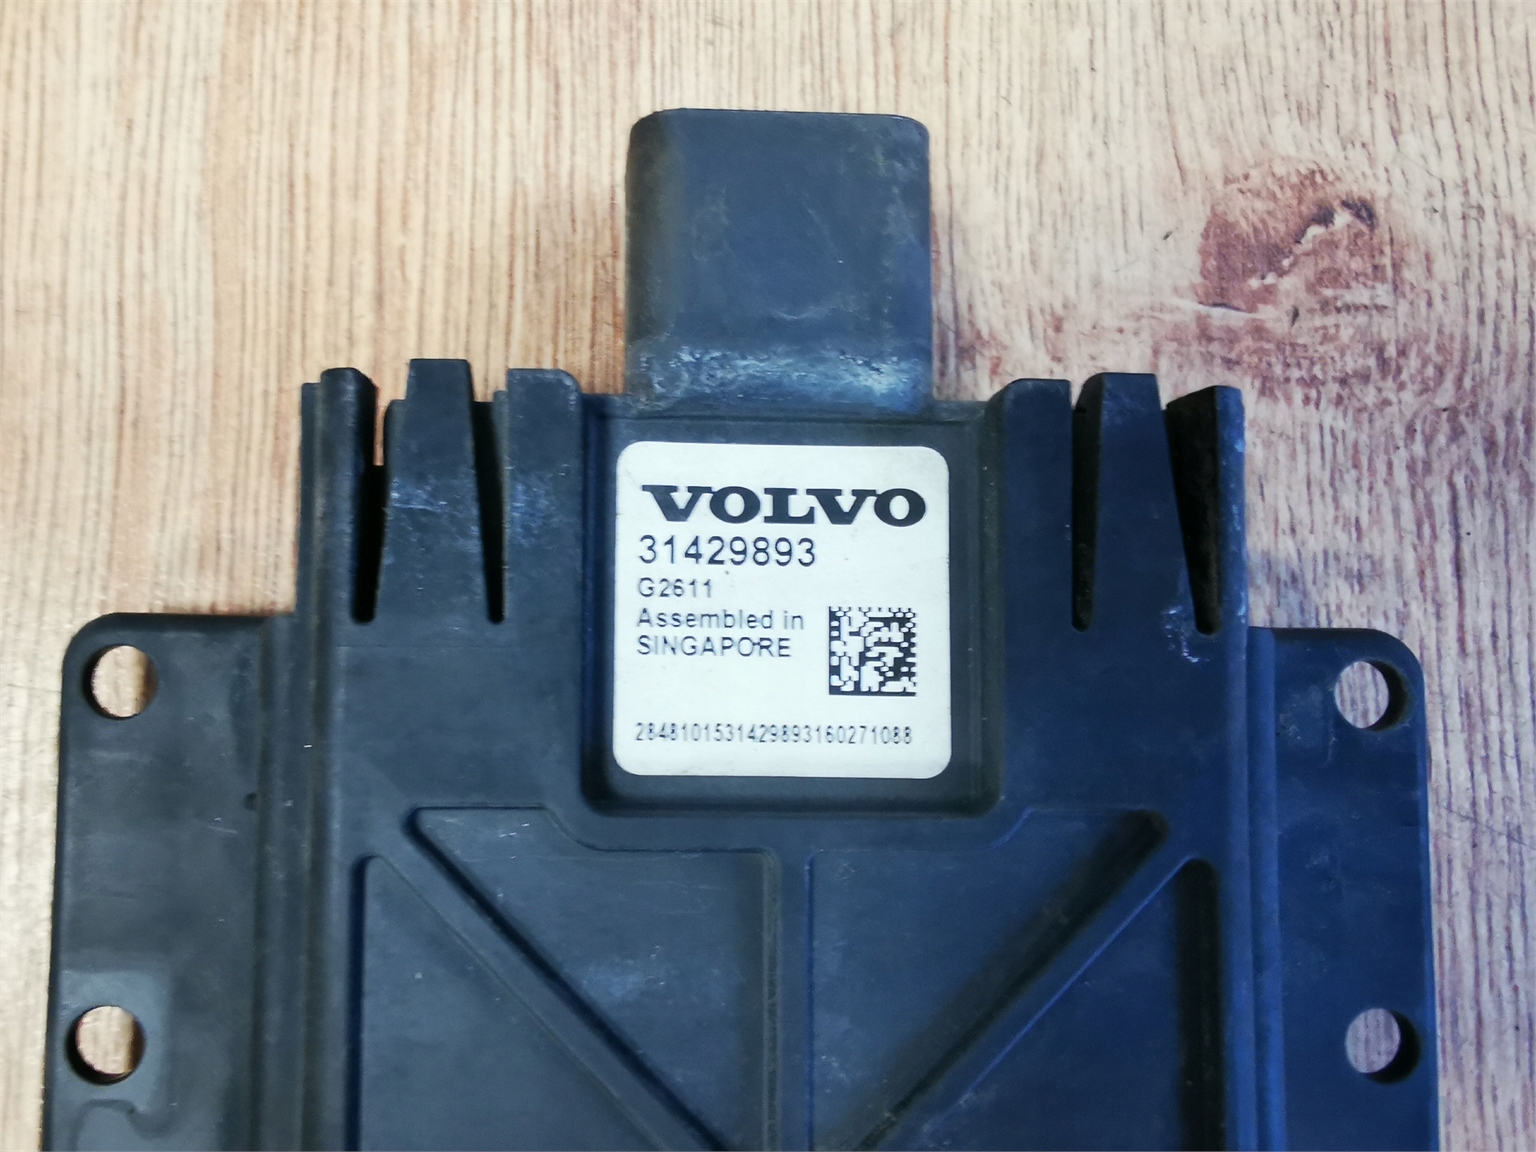 VOLVO
31429893
G2611
Assembled in
SINGAPORE
28481015314298931602710​88